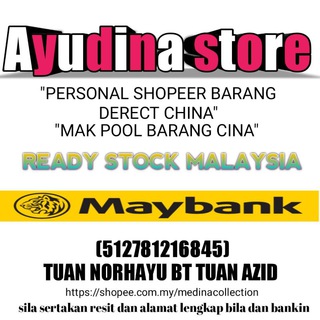 Ayudina store
"PERSONAL SHOPEER BARANG
DERECT CHINA"
"MAK POOL BARANG CINA"
READY STOCK MALAYSIA
Maybank
(512781216845)
TUAN NORHAYU BT TUAN AZID
https://shopee.com.my/medinacollection
sila sertakan resit dan alamat lengkap bila dan bankin